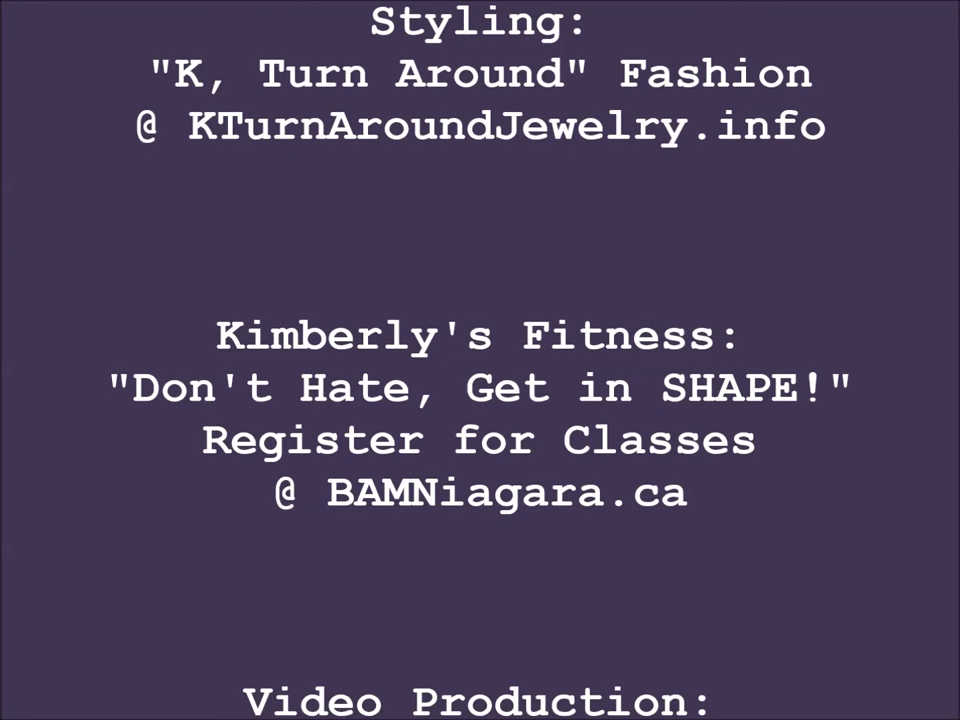 Styling:
"K, Turn Around" Fashion
@ KTurnAroundJewelry.info
Kimberly's Fitness:
"Don't Hate, Get in SHAPE!"
Register for Classes
@ BAMNiagara.ca
Video Production: